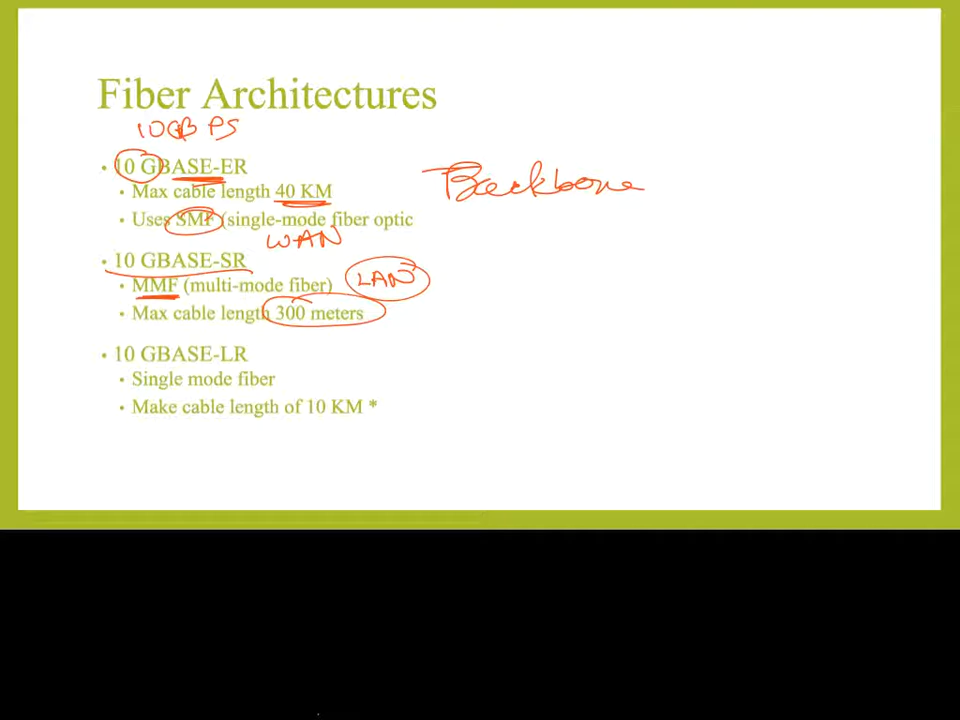 Fiber Architectures
10GB PS
• 10 GBASE-ER
• Max cable length 40 KM
Backbone
• Uses SMF (single-mode fiber optic
WAN
• 10 GBASE-SR
• MMF (multi-mode fiber)
LAN
• Max cable length 300 meters
• 10 GBASE-LR
• Single mode fiber
• Make cable length of 10 KM *